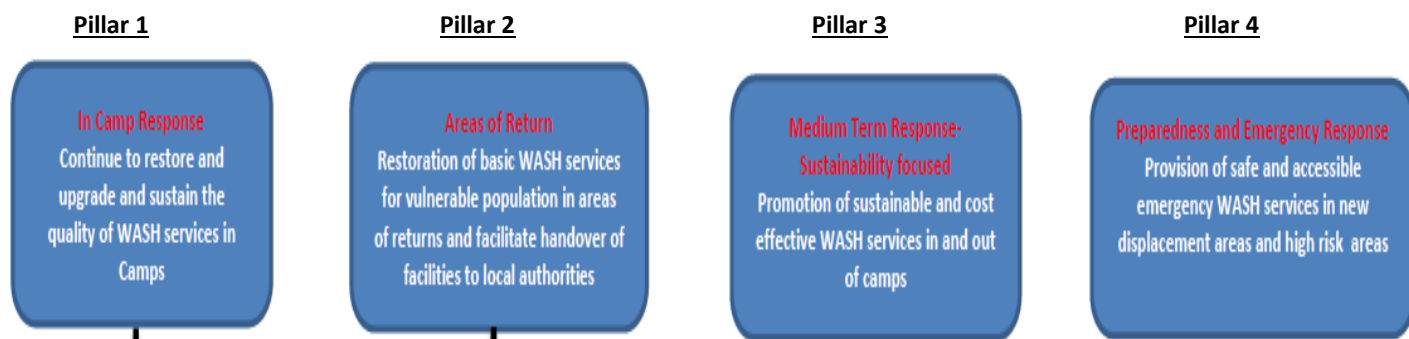 Pillar 1
Pillar 2
Pillar 3
Pillar 4
In Camp Response
Continue to restore and
upgrade and sustain the
quality of WASH services in
Camps
Areas of Return
Restoration of basic WASH services
for vulnerable population in areas
of returns and facilitate handover of
facilities to local authorities
Medium Term Response-
Sustainability focused
Promotion of sustainable and cost
effective WASH services in and out
of camps
Preparedness and Emergency Response
Provision of safe and accessible
emergency WASH services in new
displacement areas and high risk areas